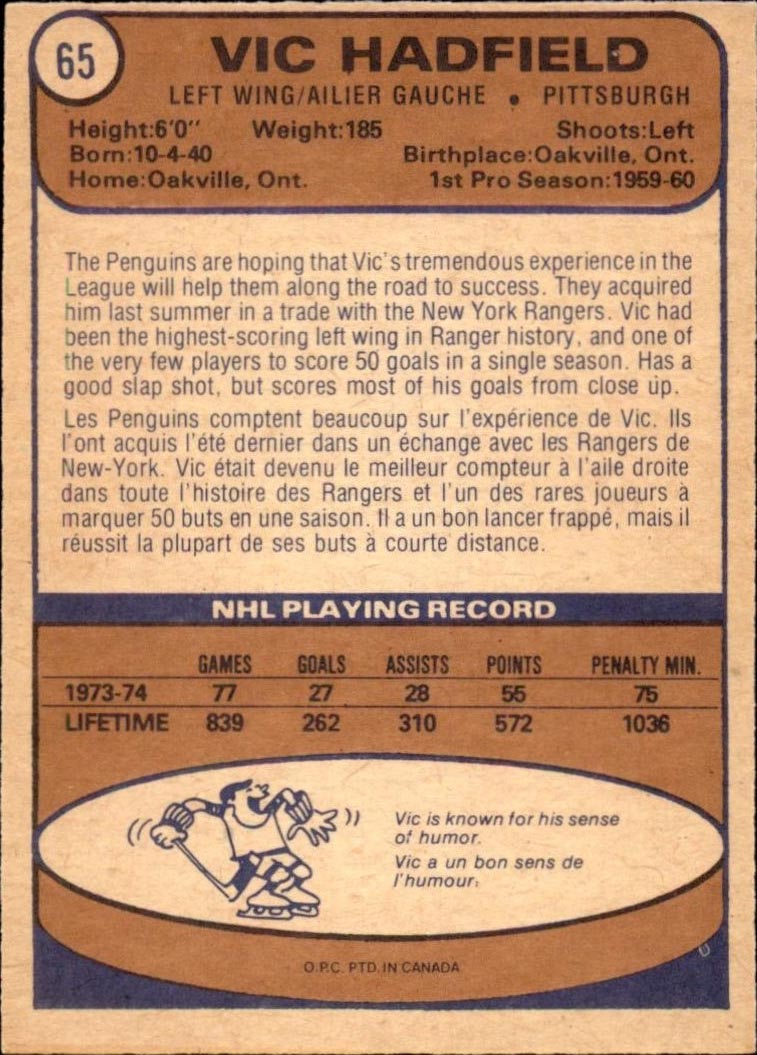 65
VIC HADFIELD
LEFT WING/AILIER GAUCHE • PITTSBURGH
Height:6'0" Weight:185 Shoots:Left
Born:10-4-40 Birthplace:Oakville, Ont.
Home:Oakville, Ont. 1st Pro Season:1959-60
The Penguins are hoping that Vic's tremendous experience in the
League will help them along the road to success. They acquired
him last summer in a trade with the New York Rangers. Vic had
been the highest-scoring left wing in Ranger history, and one of
the very few players to score 50 goals in a single season. Has a
good slap shot, but scores most of his goals from close up.
Les Penguins comptent beaucoup sur l'expérience de Vic. Ils
l'ont acquis l'été dernier dans un échange avec les Rangers de
New-York. Vic était devenu le meilleur compteur à l'aile droite
dans toute l'histoire des Rangers et l'un des rares joueurs à
marquer 50 buts en une saison. Il a un bon lancer frappé, mais il
réussit la plupart de ses buts à courte distance.
NHL PLAYING RECORD
GAMES GOALS ASSISTS POINTS PENALTY MIN.
1973-74 77 27 28 55 75
LIFETIME 839 262 310 572 1036
Vic is known for his sense
of humor.
Vic a un bon sens de
l'humour.
O.P.C. PTD. IN CANADA